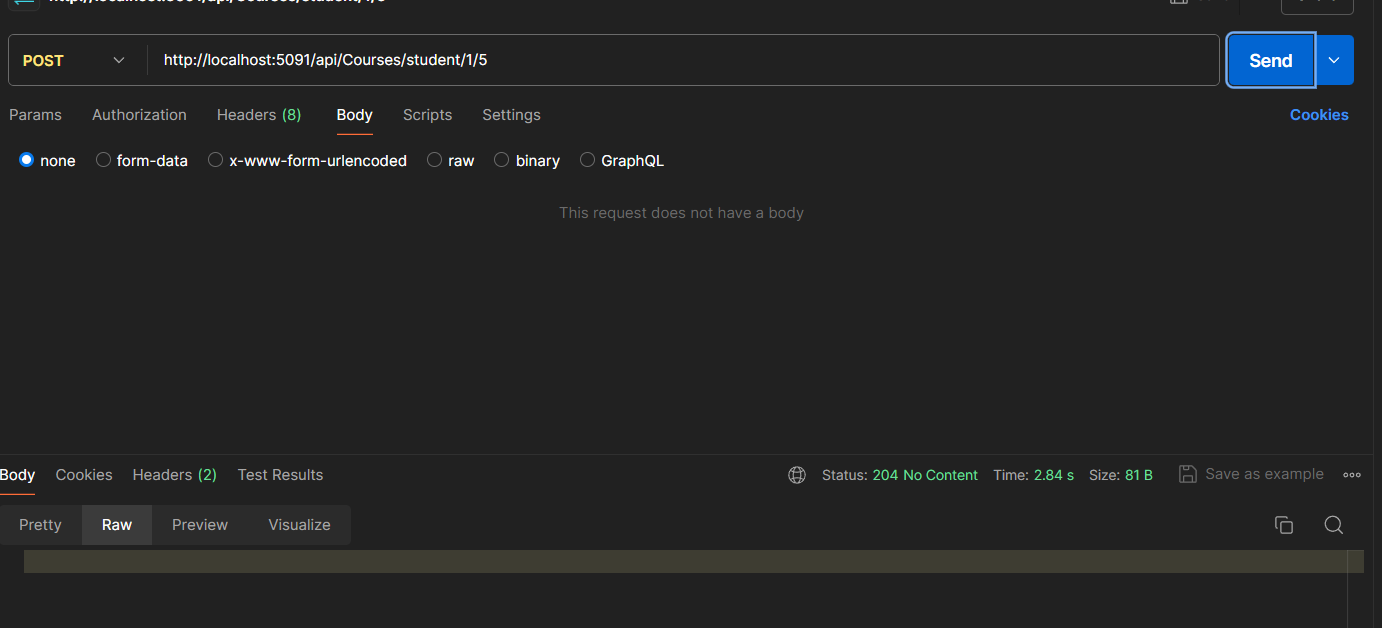 POST http://localhost:5091/api/Courses/student/1/5 Send
Params Authorization Headers (8) Body Scripts Settings Cookies
none form-data x-www-form-urlencoded raw binary GraphQL
This request does not have a body
Body Cookies Headers (2) Test Results Status: 204 No Content Time: 2.84 s Size: 81 B Save as example
Pretty Raw Preview Visualize